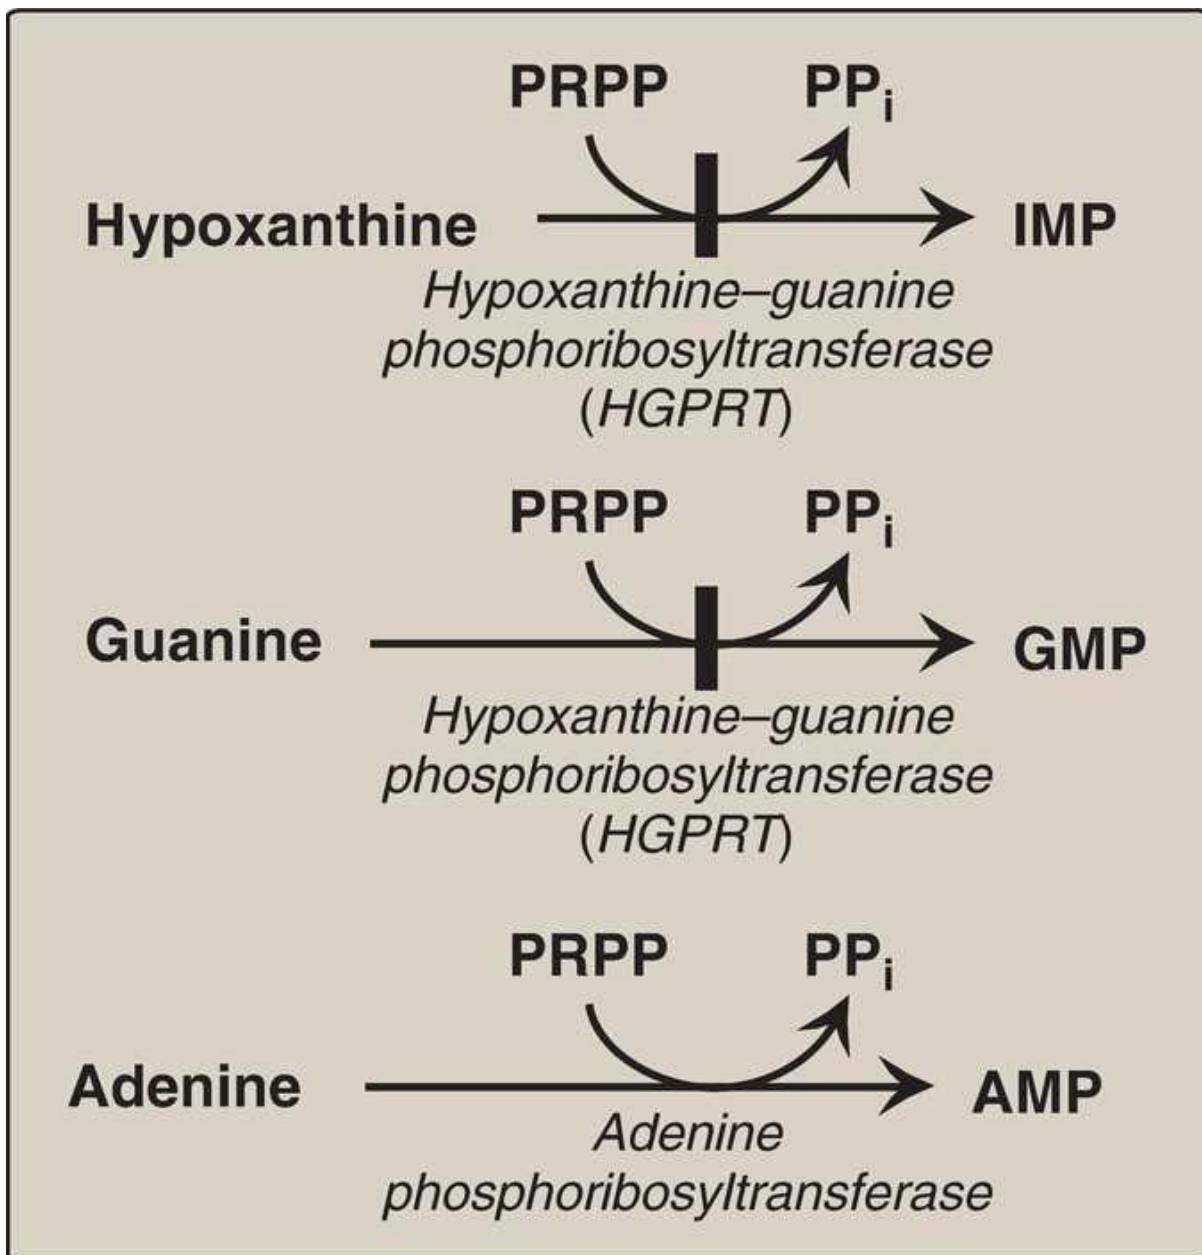 PRPP PPi
Hypoxanthine IMP
Hypoxanthine–guanine
phosphoribosyltransferase
(HGPRT)
PRPP PPi
Guanine GMP
Hypoxanthine–guanine
phosphoribosyltransferase
(HGPRT)
PRPP PPi
Adenine AMP
Adenine
phosphoribosyltransferase